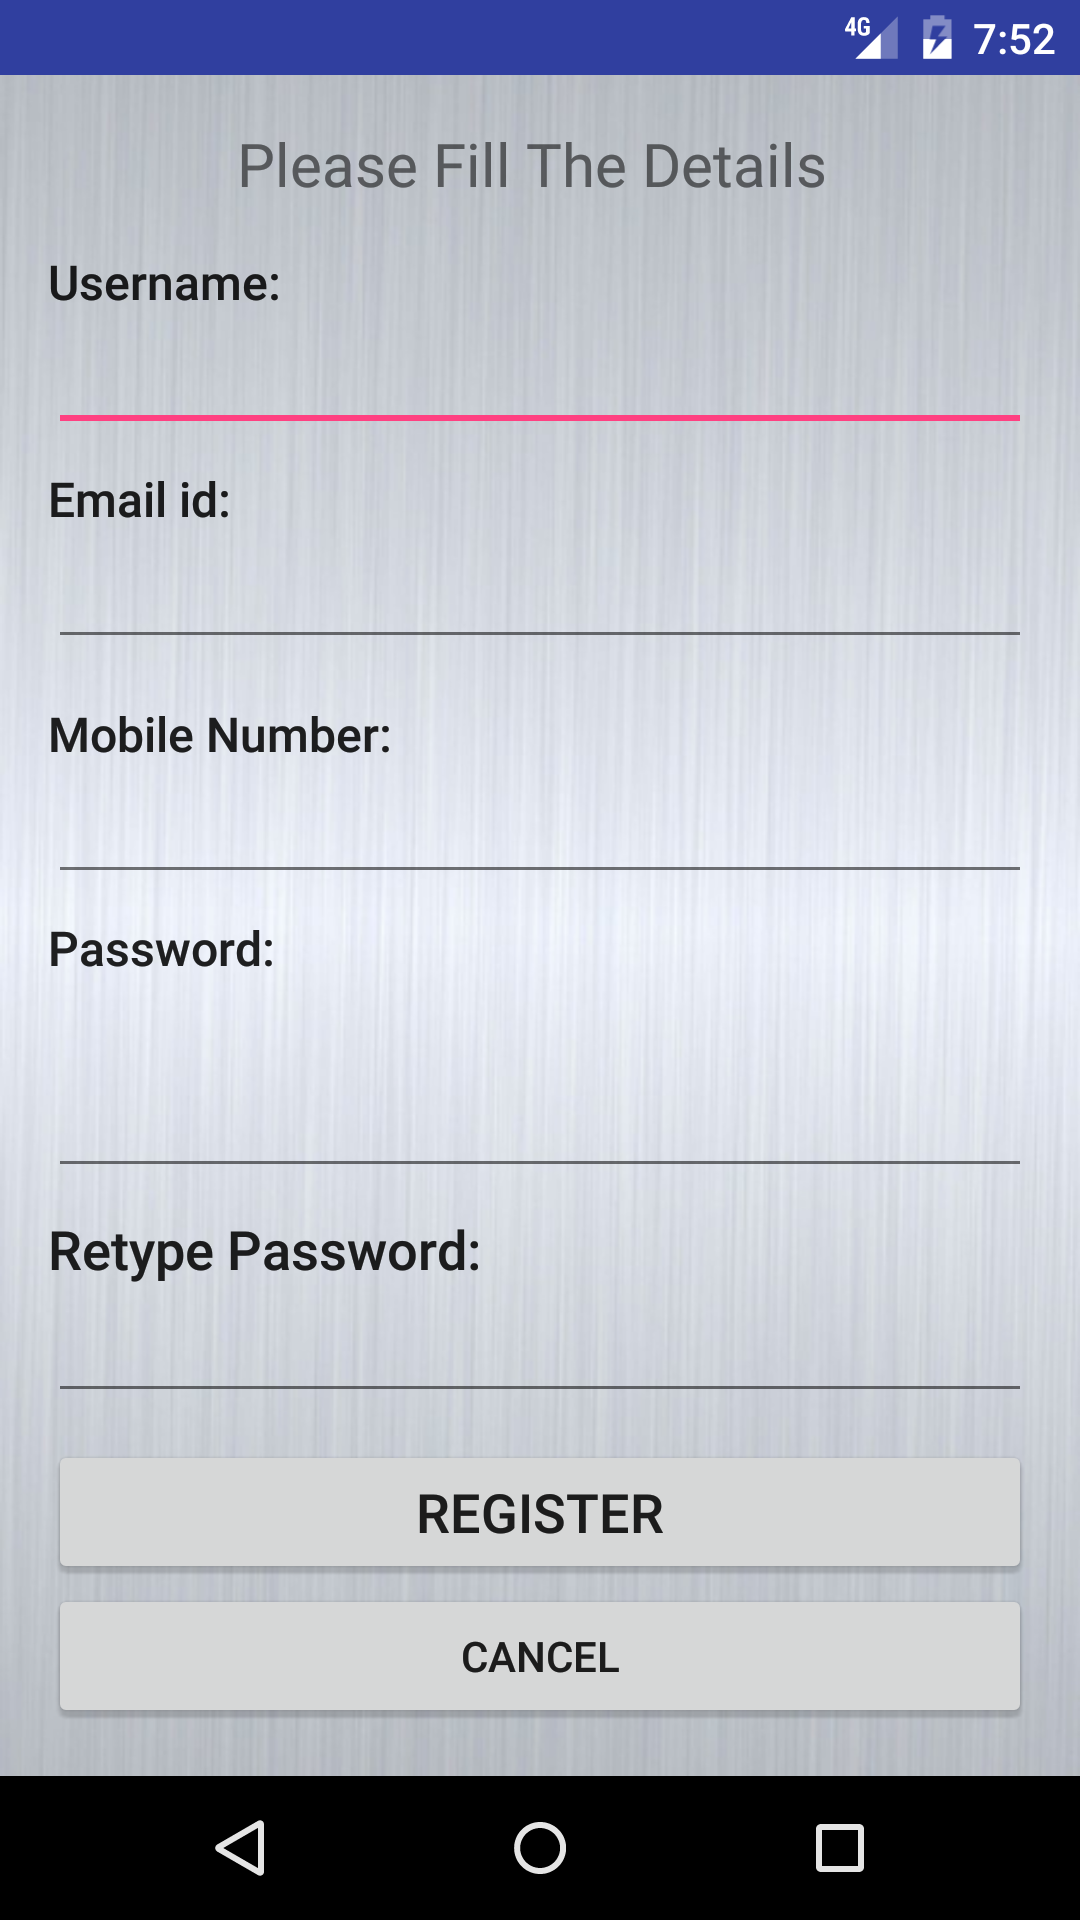 4G 7:52
Please Fill The Details
Username:
Email id:
Mobile Number:
Password:
Retype Password:
REGISTER
CANCEL